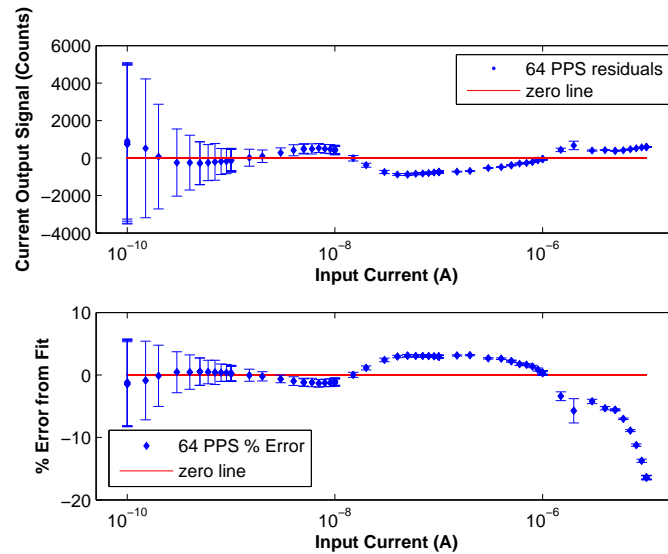 6000
4000
2000
0
−2000
−4000
Current Output Signal (Counts)
64 PPS residuals
zero line
10−10
10−8
10−6
Input Current (A)
10
0
−10
−20
% Error from Fit
64 PPS % Error
zero line
10−10
10−8
10−6
Input Current (A)